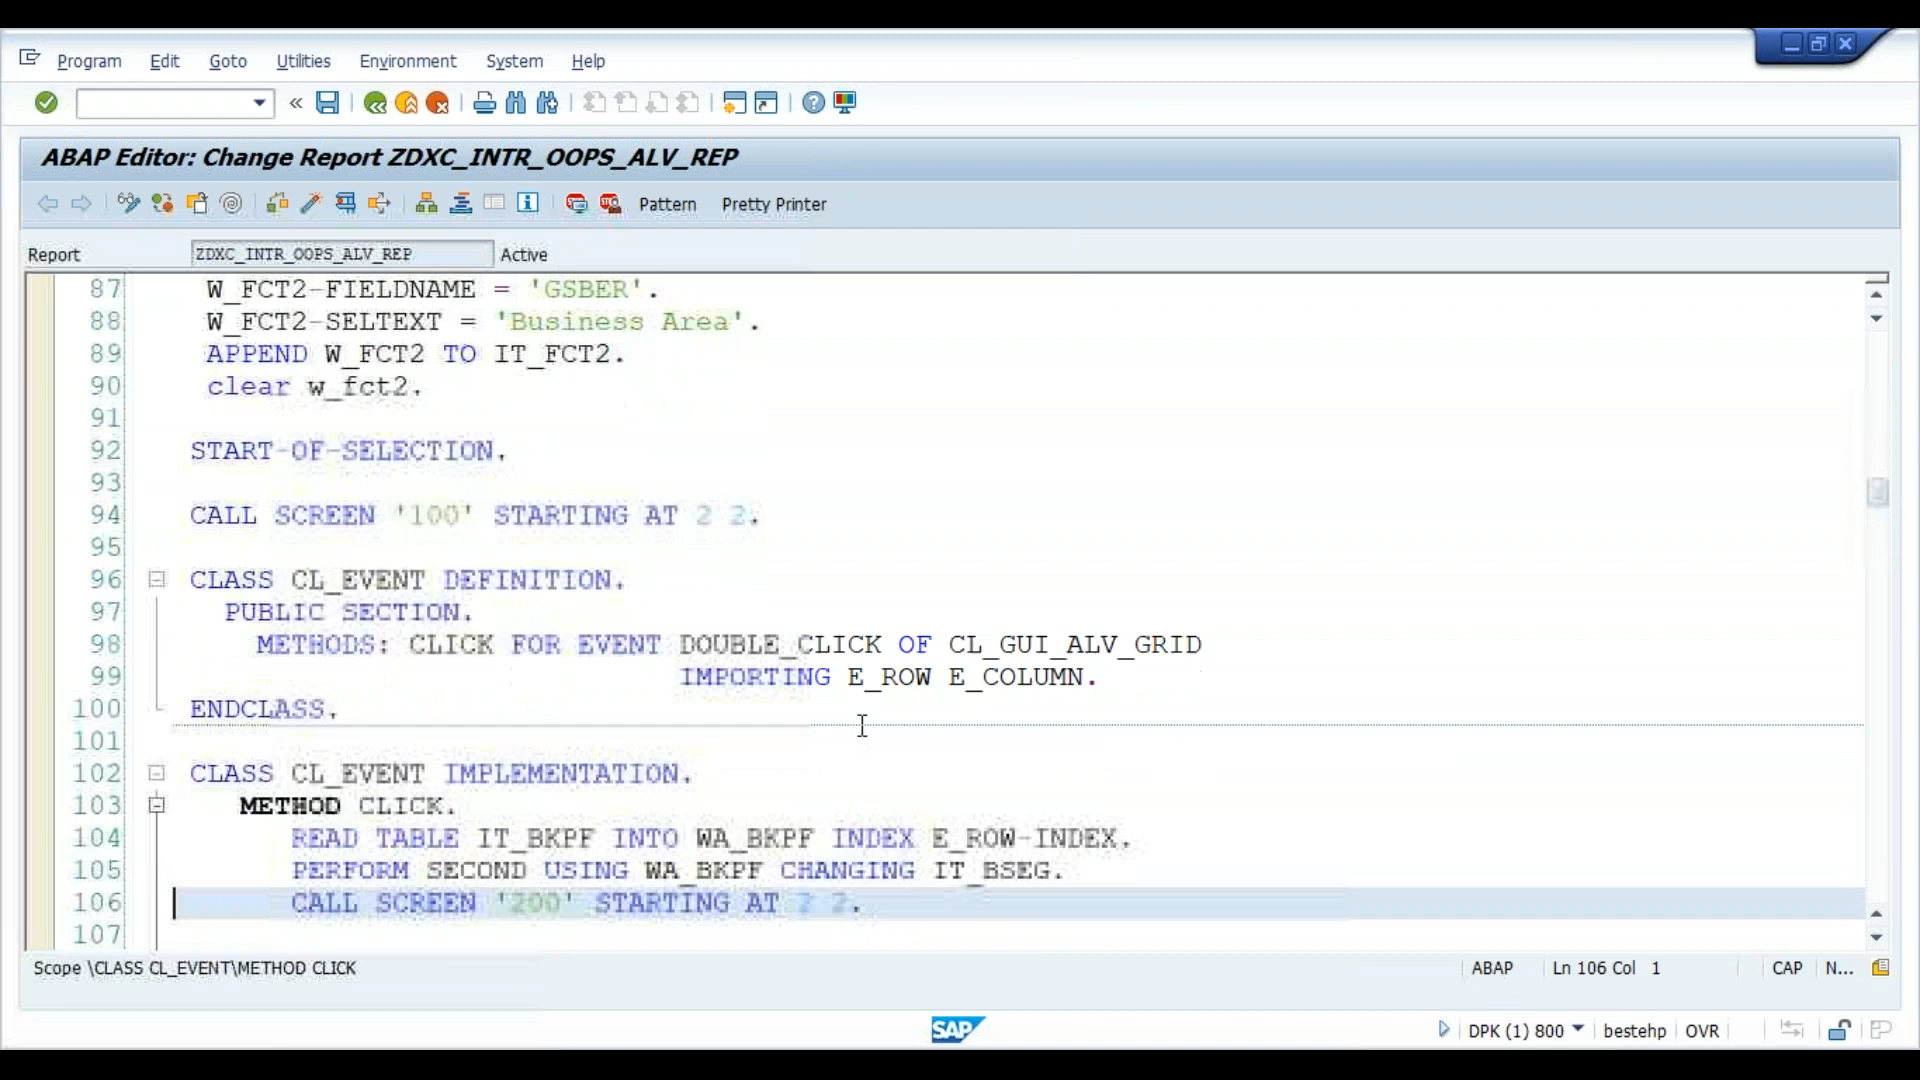 Program Edit Goto Utilities Environment System Help
ABAP Editor: Change Report ZDXC_INTR_OOPS_ALV_REP
Pattern Pretty Printer
Report ZDXC_INTR_OOPS_ALV_REP Active
87 W_FCT2-FIELDNAME = 'GSBER'.
88 W_FCT2-SELTEXT = 'Business Area'.
89 APPEND W_FCT2 TO IT_FCT2.
90 clear w_fct2.
91
92 START-OF-SELECTION.
93
94 CALL SCREEN '100' STARTING AT 2 2.
95
96 CLASS CL_EVENT DEFINITION.
97 PUBLIC SECTION.
98 METHODS: CLICK FOR EVENT DOUBLE_CLICK OF CL_GUI_ALV_GRID
99 IMPORTING E_ROW E_COLUMN.
100 ENDCLASS.
101
102 CLASS CL_EVENT IMPLEMENTATION.
103 METHOD CLICK.
104 READ TABLE IT_BKPF INTO WA_BKPF INDEX E_ROW-INDEX.
105 PERFORM SECOND USING WA_BKPF CHANGING IT_BSEG.
106 CALL SCREEN '200' STARTING AT 2 2.
107
Scope \CLASS CL_EVENT\METHOD CLICK ABAP Ln 106 Col 1 CAP N...
SAP DPK (1) 800 bestehp OVR